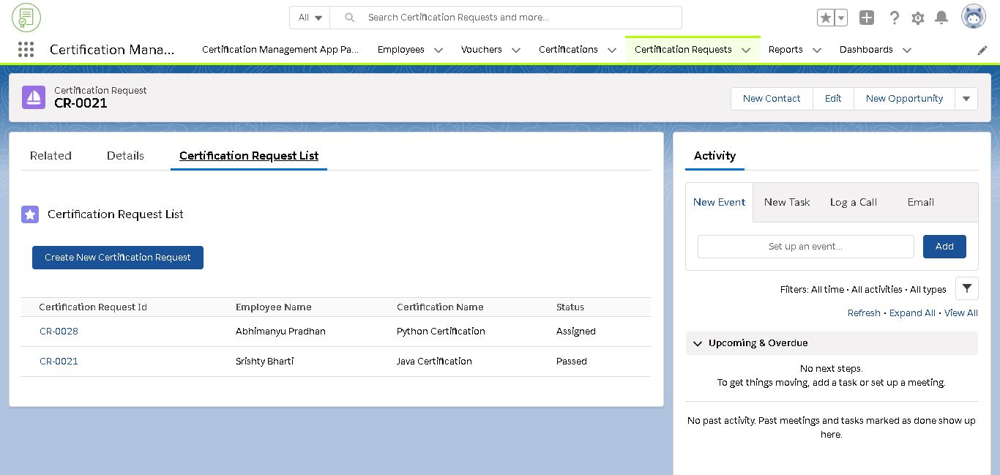 All
Search Certification Requests and more...
Certification Mana...
Certification Management App Pa...
Employees
Vouchers
Certifications
Certification Requests
Reports
Dashboards
Certification Request
CR-0021
New Contact
Edit
New Opportunity
Related
Details
Certification Request List
Certification Request List
Create New Certification Request
Certification Request Id Employee Name Certification Name Status
CR-0028 Abhimanyu Pradhan Python Certification Assigned
CR-0021 Srishty Bharti Java Certification Passed
Activity
New Event
New Task
Log a Call
Email
Set up an event...
Add
Filters: All time • All activities • All types
Refresh • Expand All • View All
Upcoming & Overdue
No next steps.
To get things moving, add a task or set up a meeting.
No past activity. Past meetings and tasks marked as done show up
here.